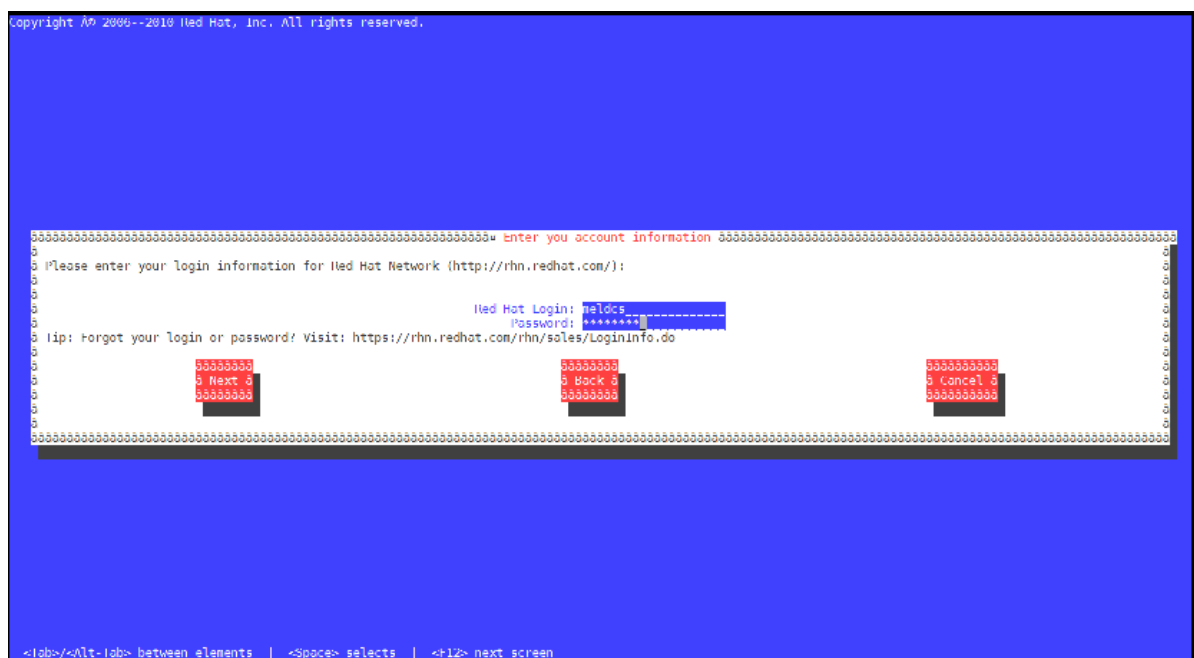 Copyright Â© 2006--2010 Red Hat, Inc. All rights reserved.
Enter you account information
Please enter your login information for Red Hat Network (http://rhn.redhat.com/):
Red Hat Login: meldcs______________
Password: ********
Tip: Forgot your login or password? Visit: https://rhn.redhat.com/rhn/sales/LoginInfo.do
Next Back Cancel
<Tab>/<Alt-Tab> between elements | <Space> selects | <F12> next screen